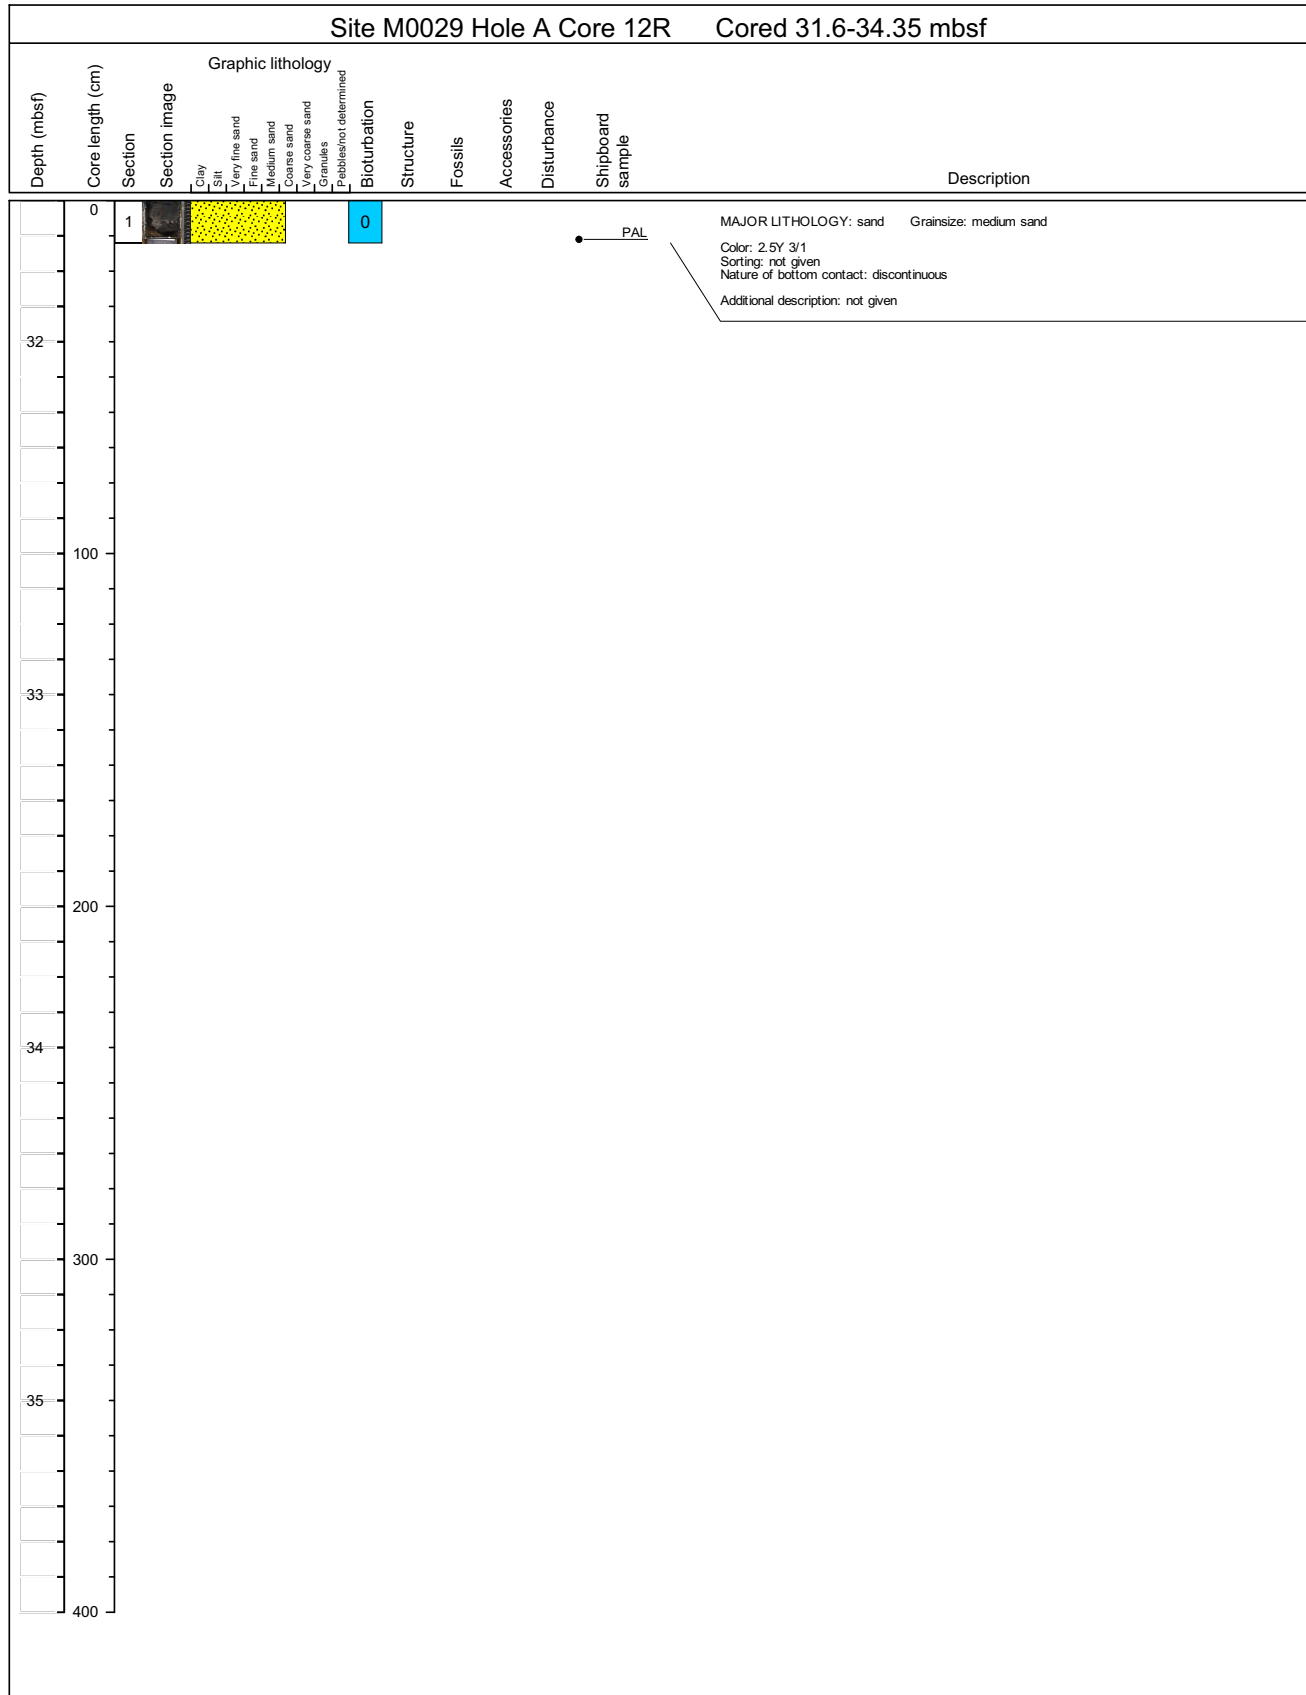 Site M0029 Hole A Core 12R Cored 31.6-34.35 mbsf
Depth (mbsf)
Core length (cm)
Section
Section image
Graphic lithology
Clay
Silt
Very fine sand
Fine sand
Medium sand
Coarse sand
Very coarse sand
Granules
Pebbles/not determined
Bioturbation
Structure
Fossils
Accessories
Disturbance
Shipboard
sample
Description
0
1
0
PAL
MAJOR LITHOLOGY: sand Grainsize: medium sand
Color: 2.5Y 3/1
Sorting: not given
Nature of bottom contact: discontinuous
Additional description: not given
32
100
33
200
34
300
35
400